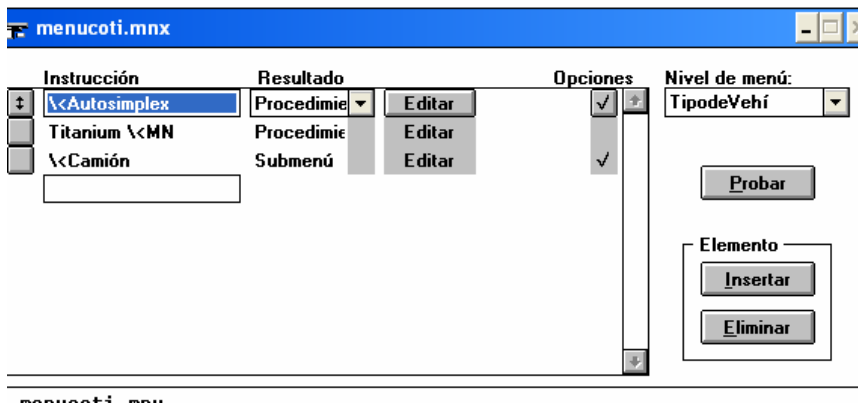 menucoti.mnx
Instrucción Resultado Opciones Nivel de menú:
\<Autosimplex Procedimie Editar √ TipodeVehí
Titanium \<MN Procedimie Editar
\<Camión Submenú Editar √
Probar
Elemento
Insertar
Eliminar